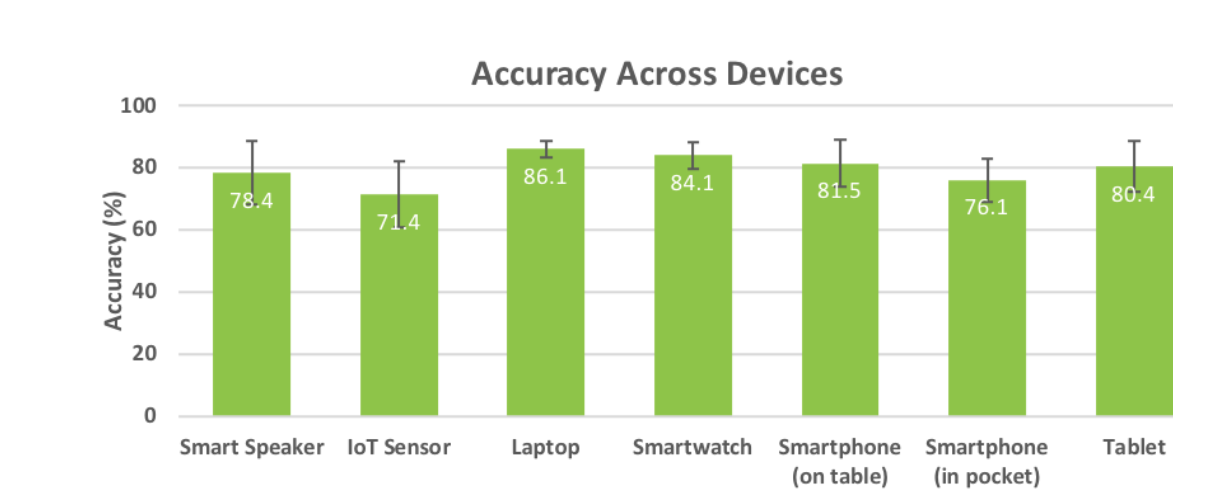 Accuracy Across Devices
Accuracy (%)
100
80
60
40
20
0
78.4
71.4
86.1
84.1
81.5
76.1
80.4
Smart Speaker
IoT Sensor
Laptop
Smartwatch
Smartphone
(on table)
Smartphone
(in pocket)
Tablet